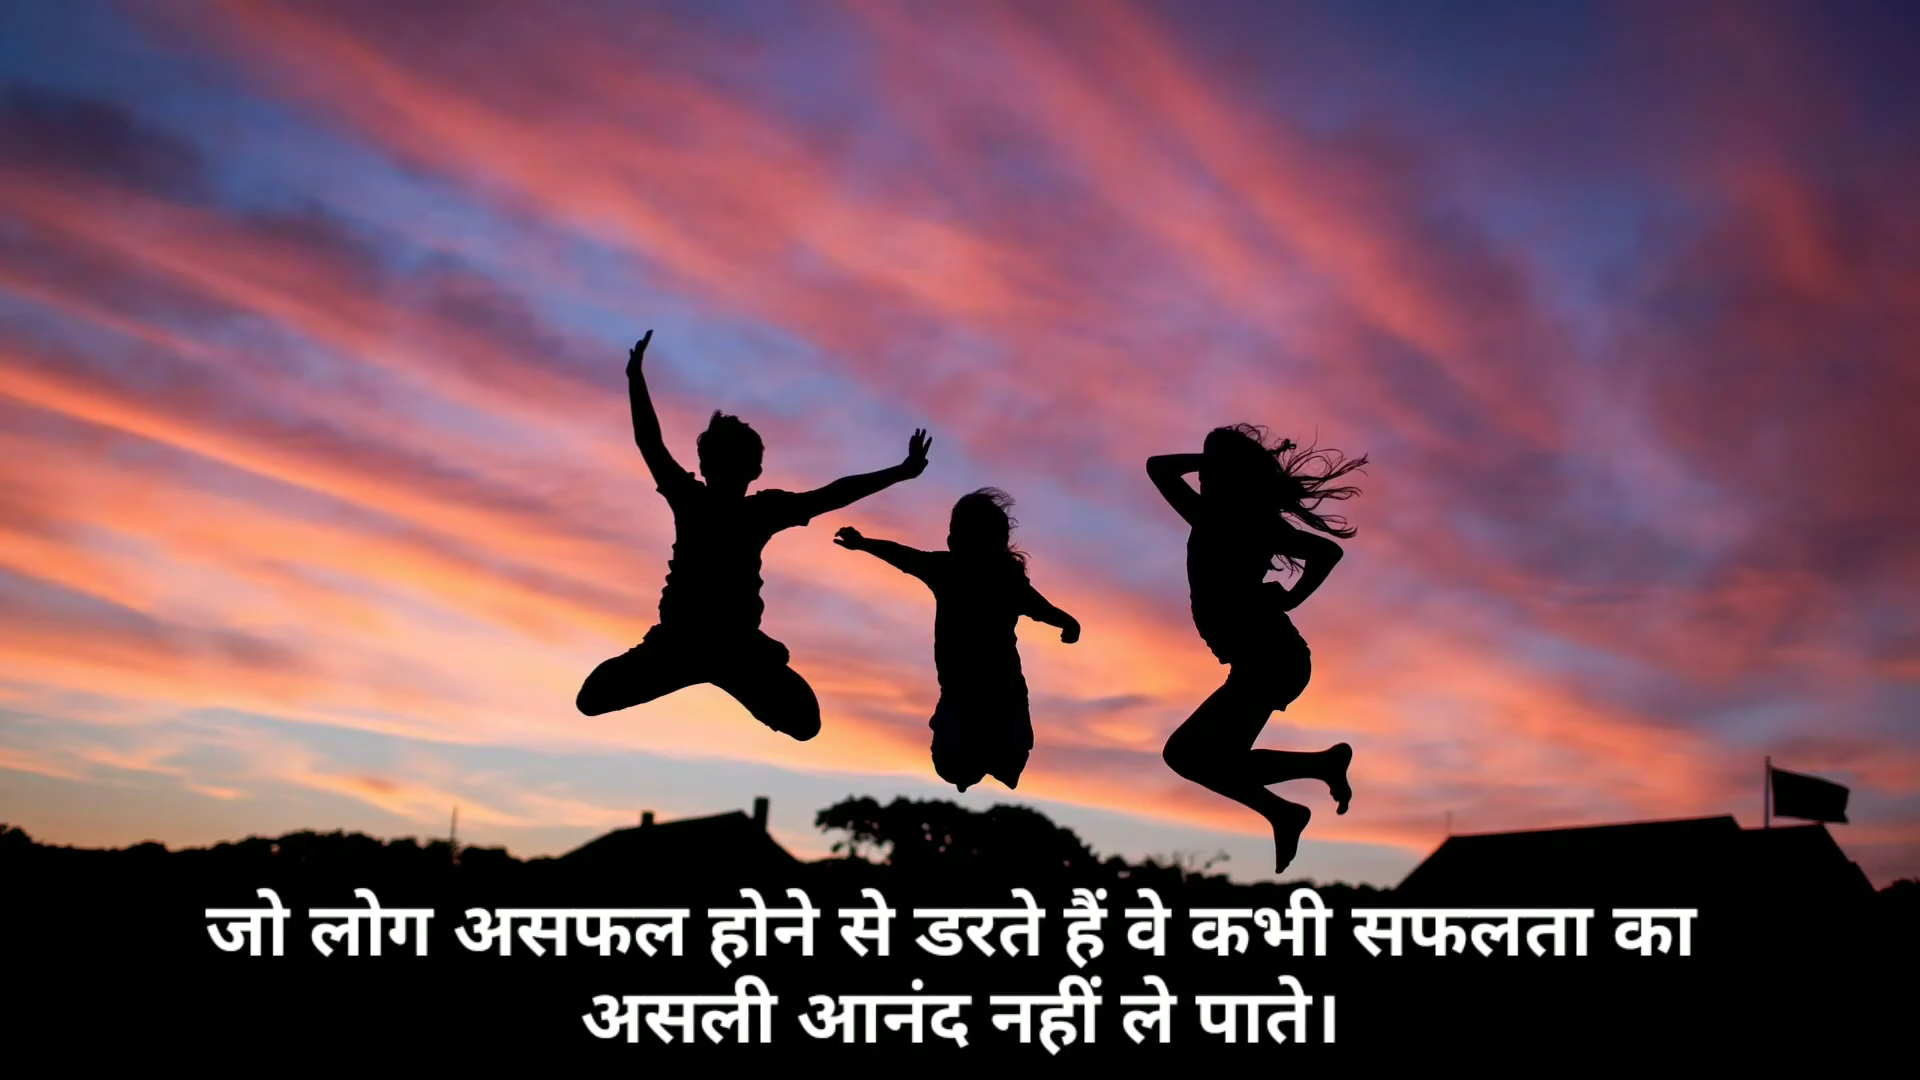 जो लोग असफल होने से डरते हैं वे कभी सफलता का
असली आनंद नहीं ले पाते।